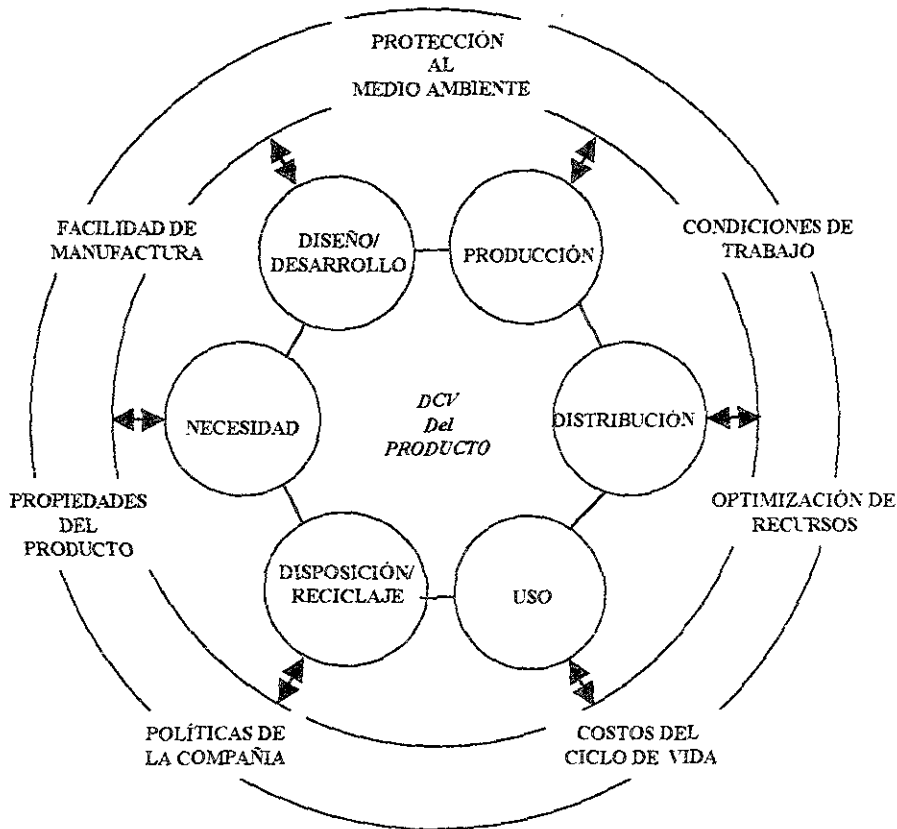 PROTECCIÓN
AL
MEDIO AMBIENTE
FACILIDAD DE
MANUFACTURA
CONDICIONES DE
TRABAJO
DISEÑO/
DESARROLLO
PRODUCCIÓN
NECESIDAD
DCV
Del
PRODUCTO
DISTRIBUCIÓN
PROPIEDADES
DEL
PRODUCTO
OPTIMIZACIÓN DE
RECURSOS
DISPOSICIÓN/
RECICLAJE
USO
POLÍTICAS DE
LA COMPAÑIA
COSTOS DEL
CICLO DE VIDA